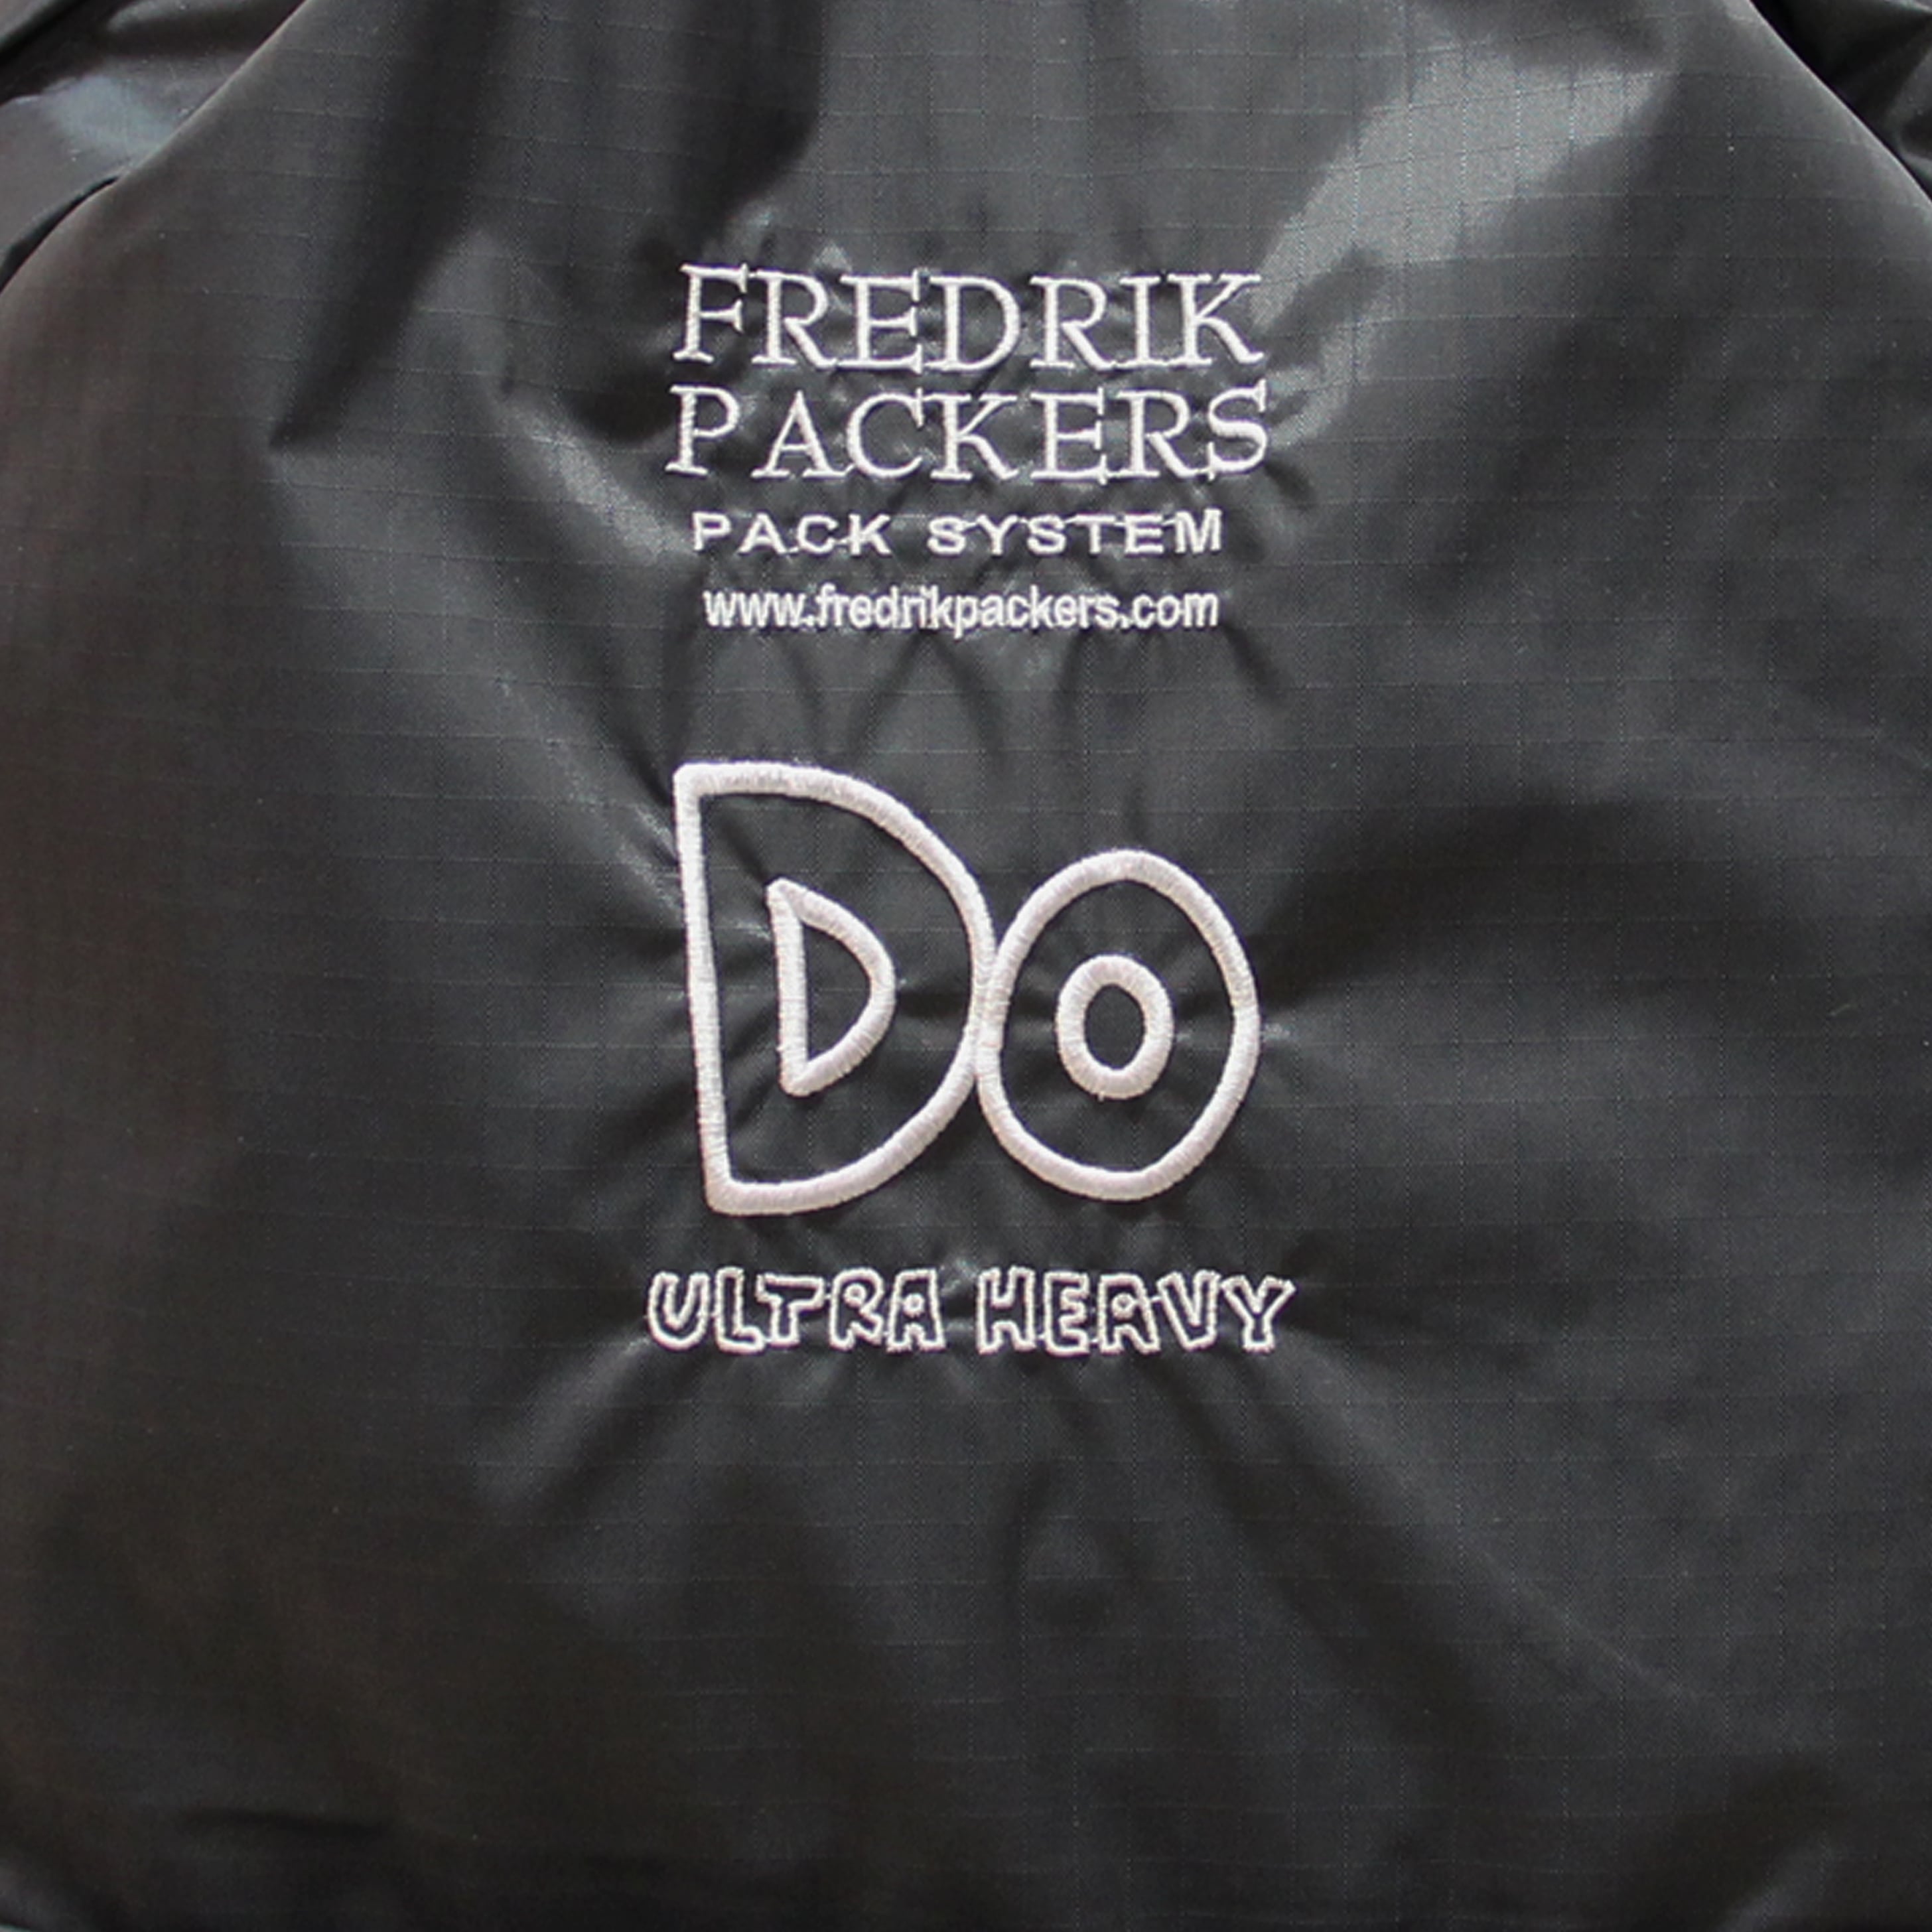 FREDRIK
PACKERS
PACK SYSTEM
www.fredrikpackers.com
DO
ULTRA HEAVY